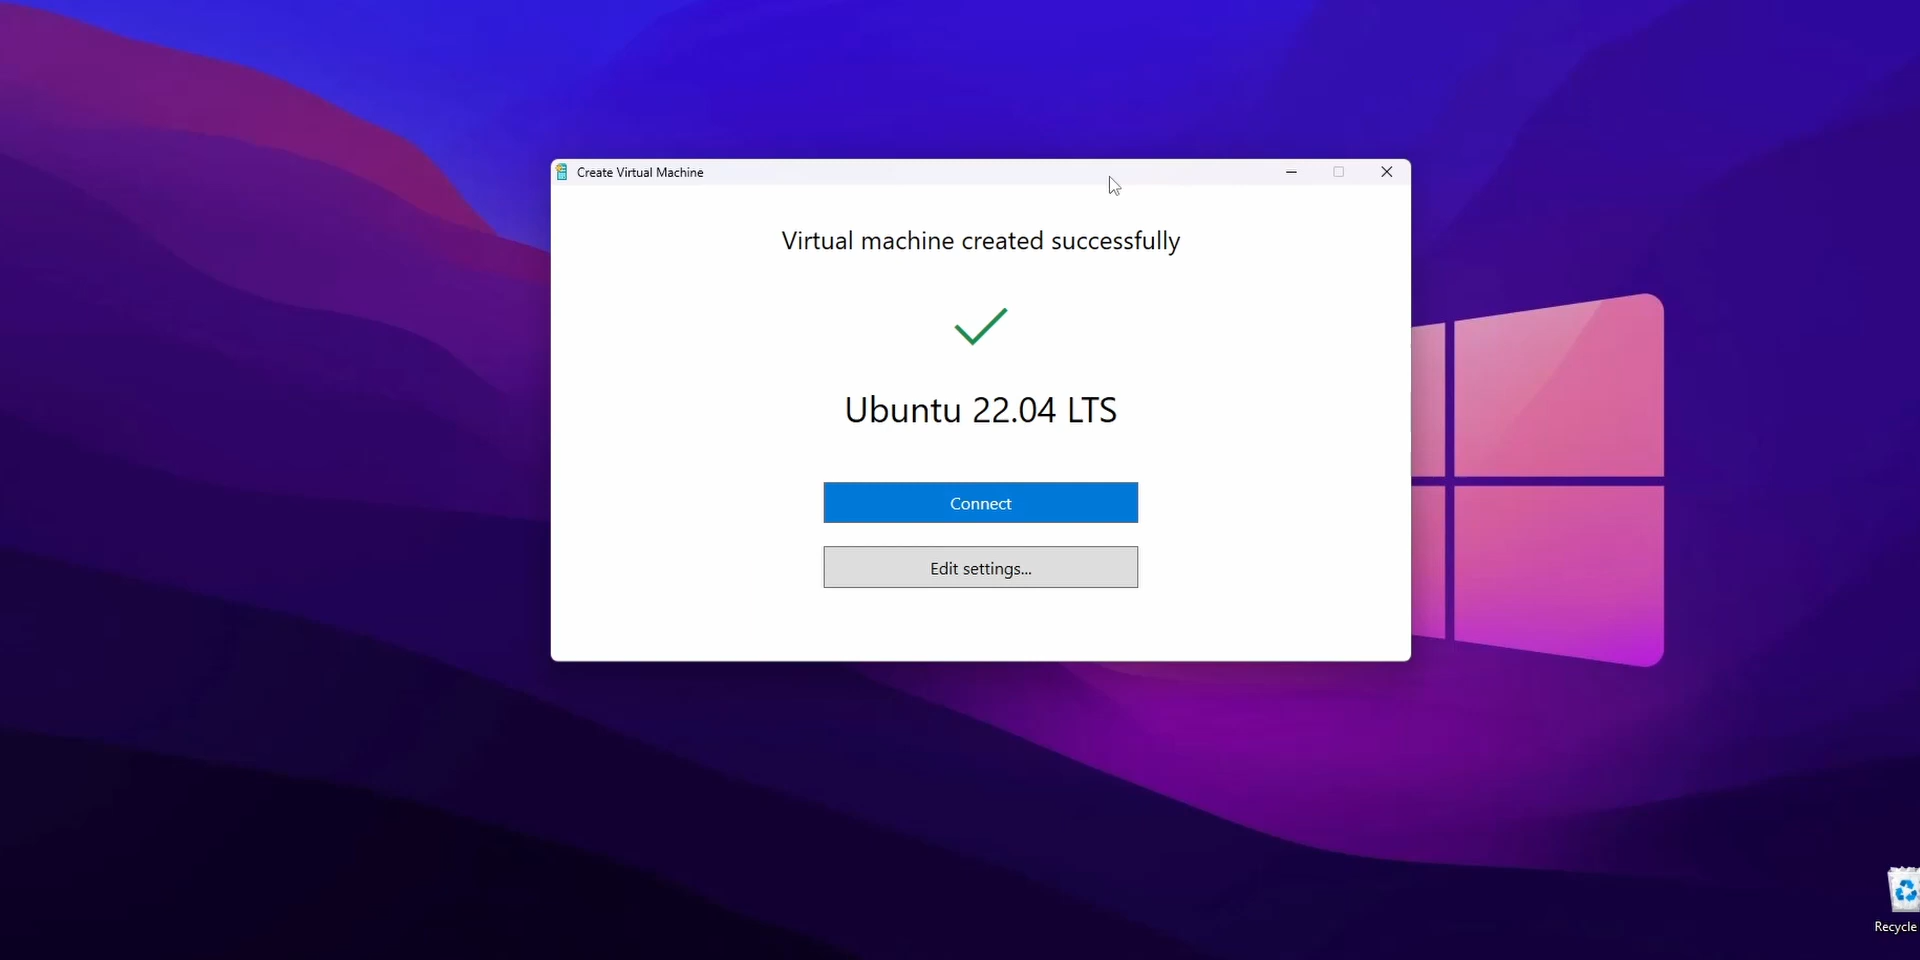 Create Virtual Machine
Virtual machine created successfully
Ubuntu 22.04 LTS
Connect
Edit settings...
Recycle